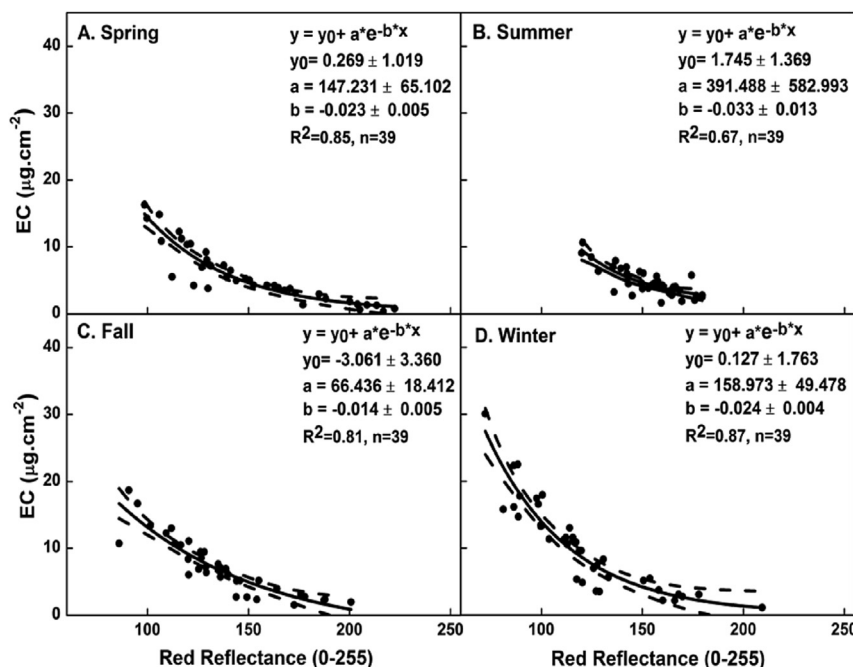 A. Spring
y = y0+ a*e-b*x
y0= 0.269 ± 1.019
a = 147.231 ± 65.102
b = -0.023 ± 0.005
R2=0.85, n=39
B. Summer
y = y0+ a*e-b*x
y0= 1.745 ± 1.369
a = 391.488 ± 582.993
b = -0.033 ± 0.013
R2=0.67, n=39
40
30
20
10
0
EC (µg.cm-2)
C. Fall
y = y0+ a*e-b*x
y0= -3.061 ± 3.360
a = 66.436 ± 18.412
b = -0.014 ± 0.005
R2=0.81, n=39
D. Winter
y = y0+ a*e-b*x
y0= 0.127 ± 1.763
a = 158.973 ± 49.478
b = -0.024 ± 0.004
R2=0.87, n=39
40
30
20
10
0
EC (µg.cm-2)
100 150 200 250
100 150 200 250
Red Reflectance (0-255)
Red Reflectance (0-255)